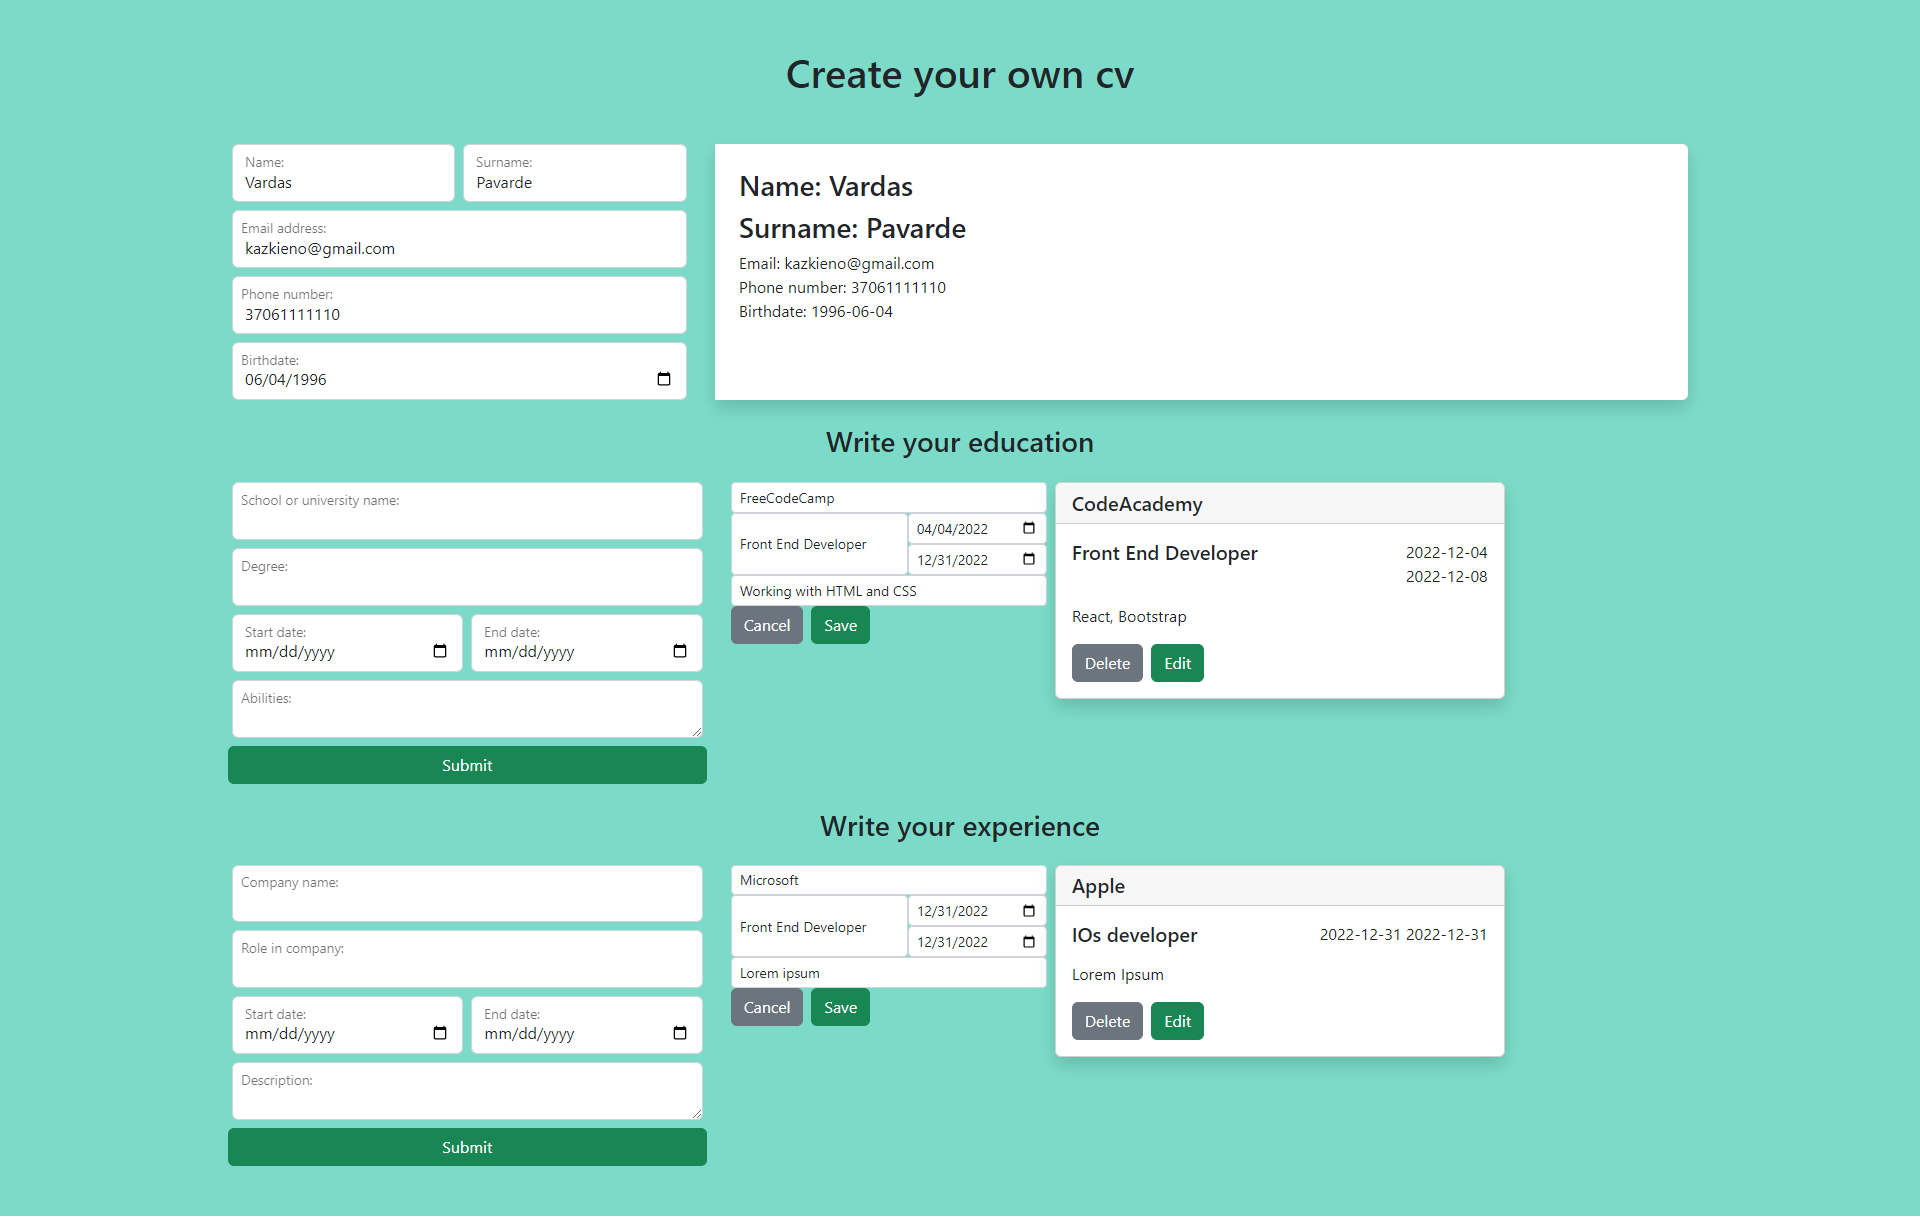 Create your own cv
Name:
Vardas
Surname:
Pavarde
Email address:
kazkieno@gmail.com
Phone number:
37061111110
Birthdate:
06/04/1996
Name: Vardas
Surname: Pavarde
Email: kazkieno@gmail.com
Phone number: 37061111110
Birthdate: 1996-06-04
Write your education
School or university name:
Degree:
Start date:
mm/dd/yyyy
End date:
mm/dd/yyyy
Abilities:
Submit
FreeCodeCamp
Front End Developer
04/04/2022
12/31/2022
Working with HTML and CSS
Cancel
Save
CodeAcademy
Front End Developer
2022-12-04
2022-12-08
React, Bootstrap
Delete
Edit
Write your experience
Company name:
Role in company:
Start date:
mm/dd/yyyy
End date:
mm/dd/yyyy
Description:
Submit
Microsoft
Front End Developer
12/31/2022
12/31/2022
Lorem ipsum
Cancel
Save
Apple
IOs developer
2022-12-31 2022-12-31
Lorem Ipsum
Delete
Edit